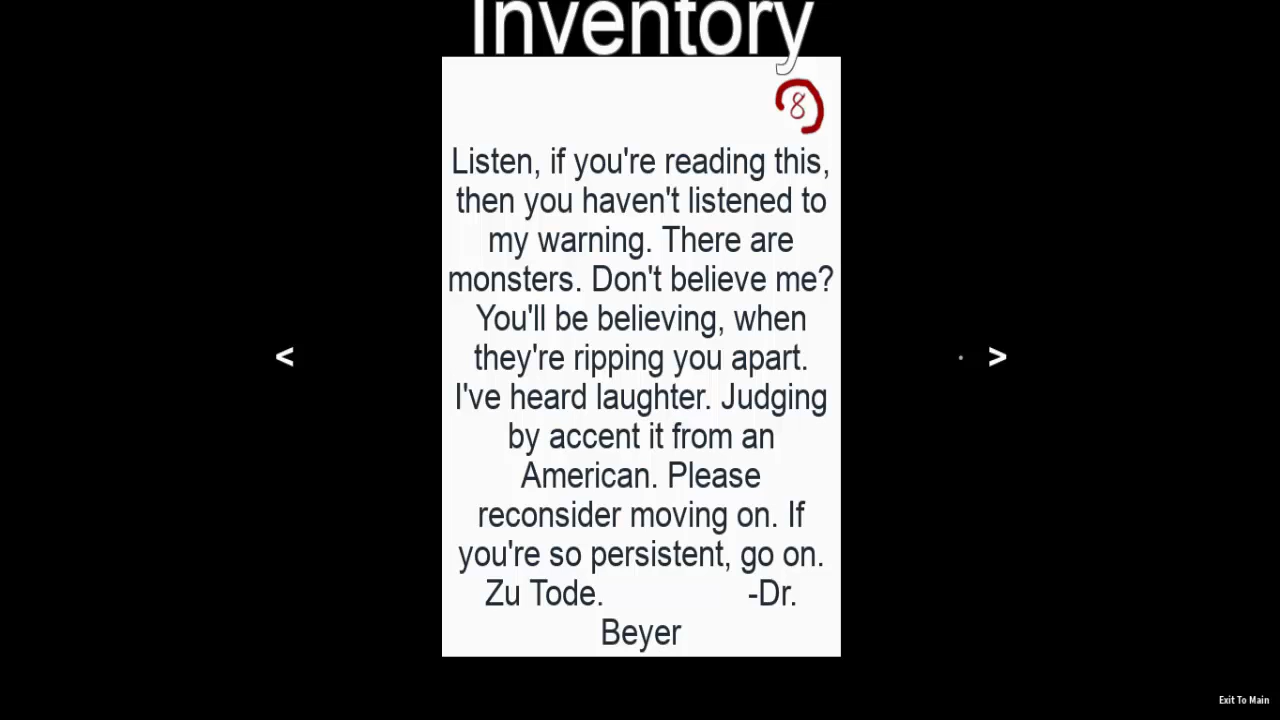 Inventory
8
Listen, if you're reading this,
then you haven't listened to
my warning. There are
monsters. Don't believe me?
You'll be believing, when
they're ripping you apart.
I've heard laughter. Judging
by accent it from an
American. Please
reconsider moving on. If
you're so persistent, go on.
Zu Tode. -Dr.
Beyer
< >
Exit To Main